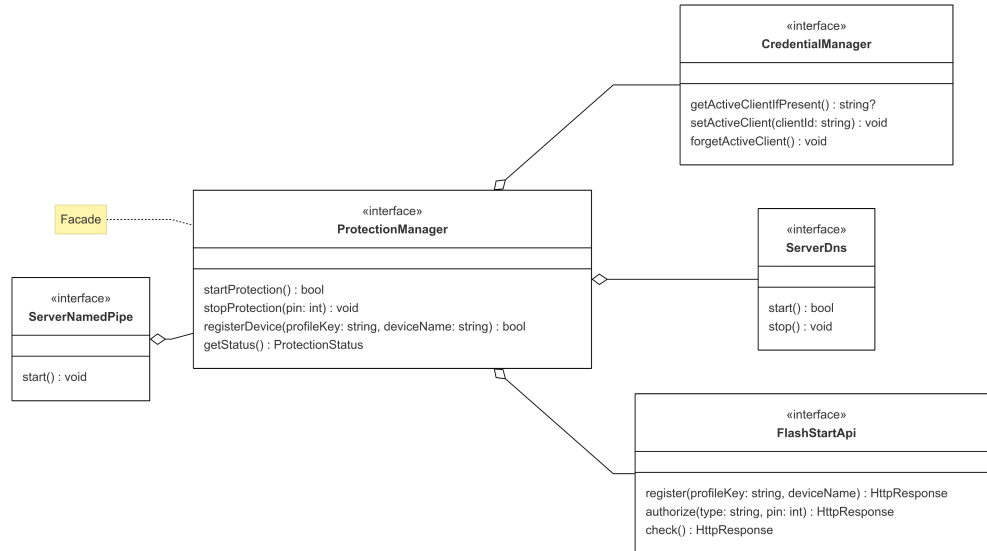 «interface»
CredentialManager
getActiveClientIfPresent() : string?
setActiveClient(clientId: string) : void
forgetActiveClient() : void
Facade
«interface»
ProtectionManager
startProtection() : bool
stopProtection(pin: int) : void
registerDevice(profileKey: string, deviceName: string) : bool
getStatus() : ProtectionStatus
«interface»
ServerDns
start() : bool
stop() : void
«interface»
ServerNamedPipe
start() : void
«interface»
FlashStartApi
register(profileKey: string, deviceName) : HttpResponse
authorize(type: string, pin: int) : HttpResponse
check() : HttpResponse